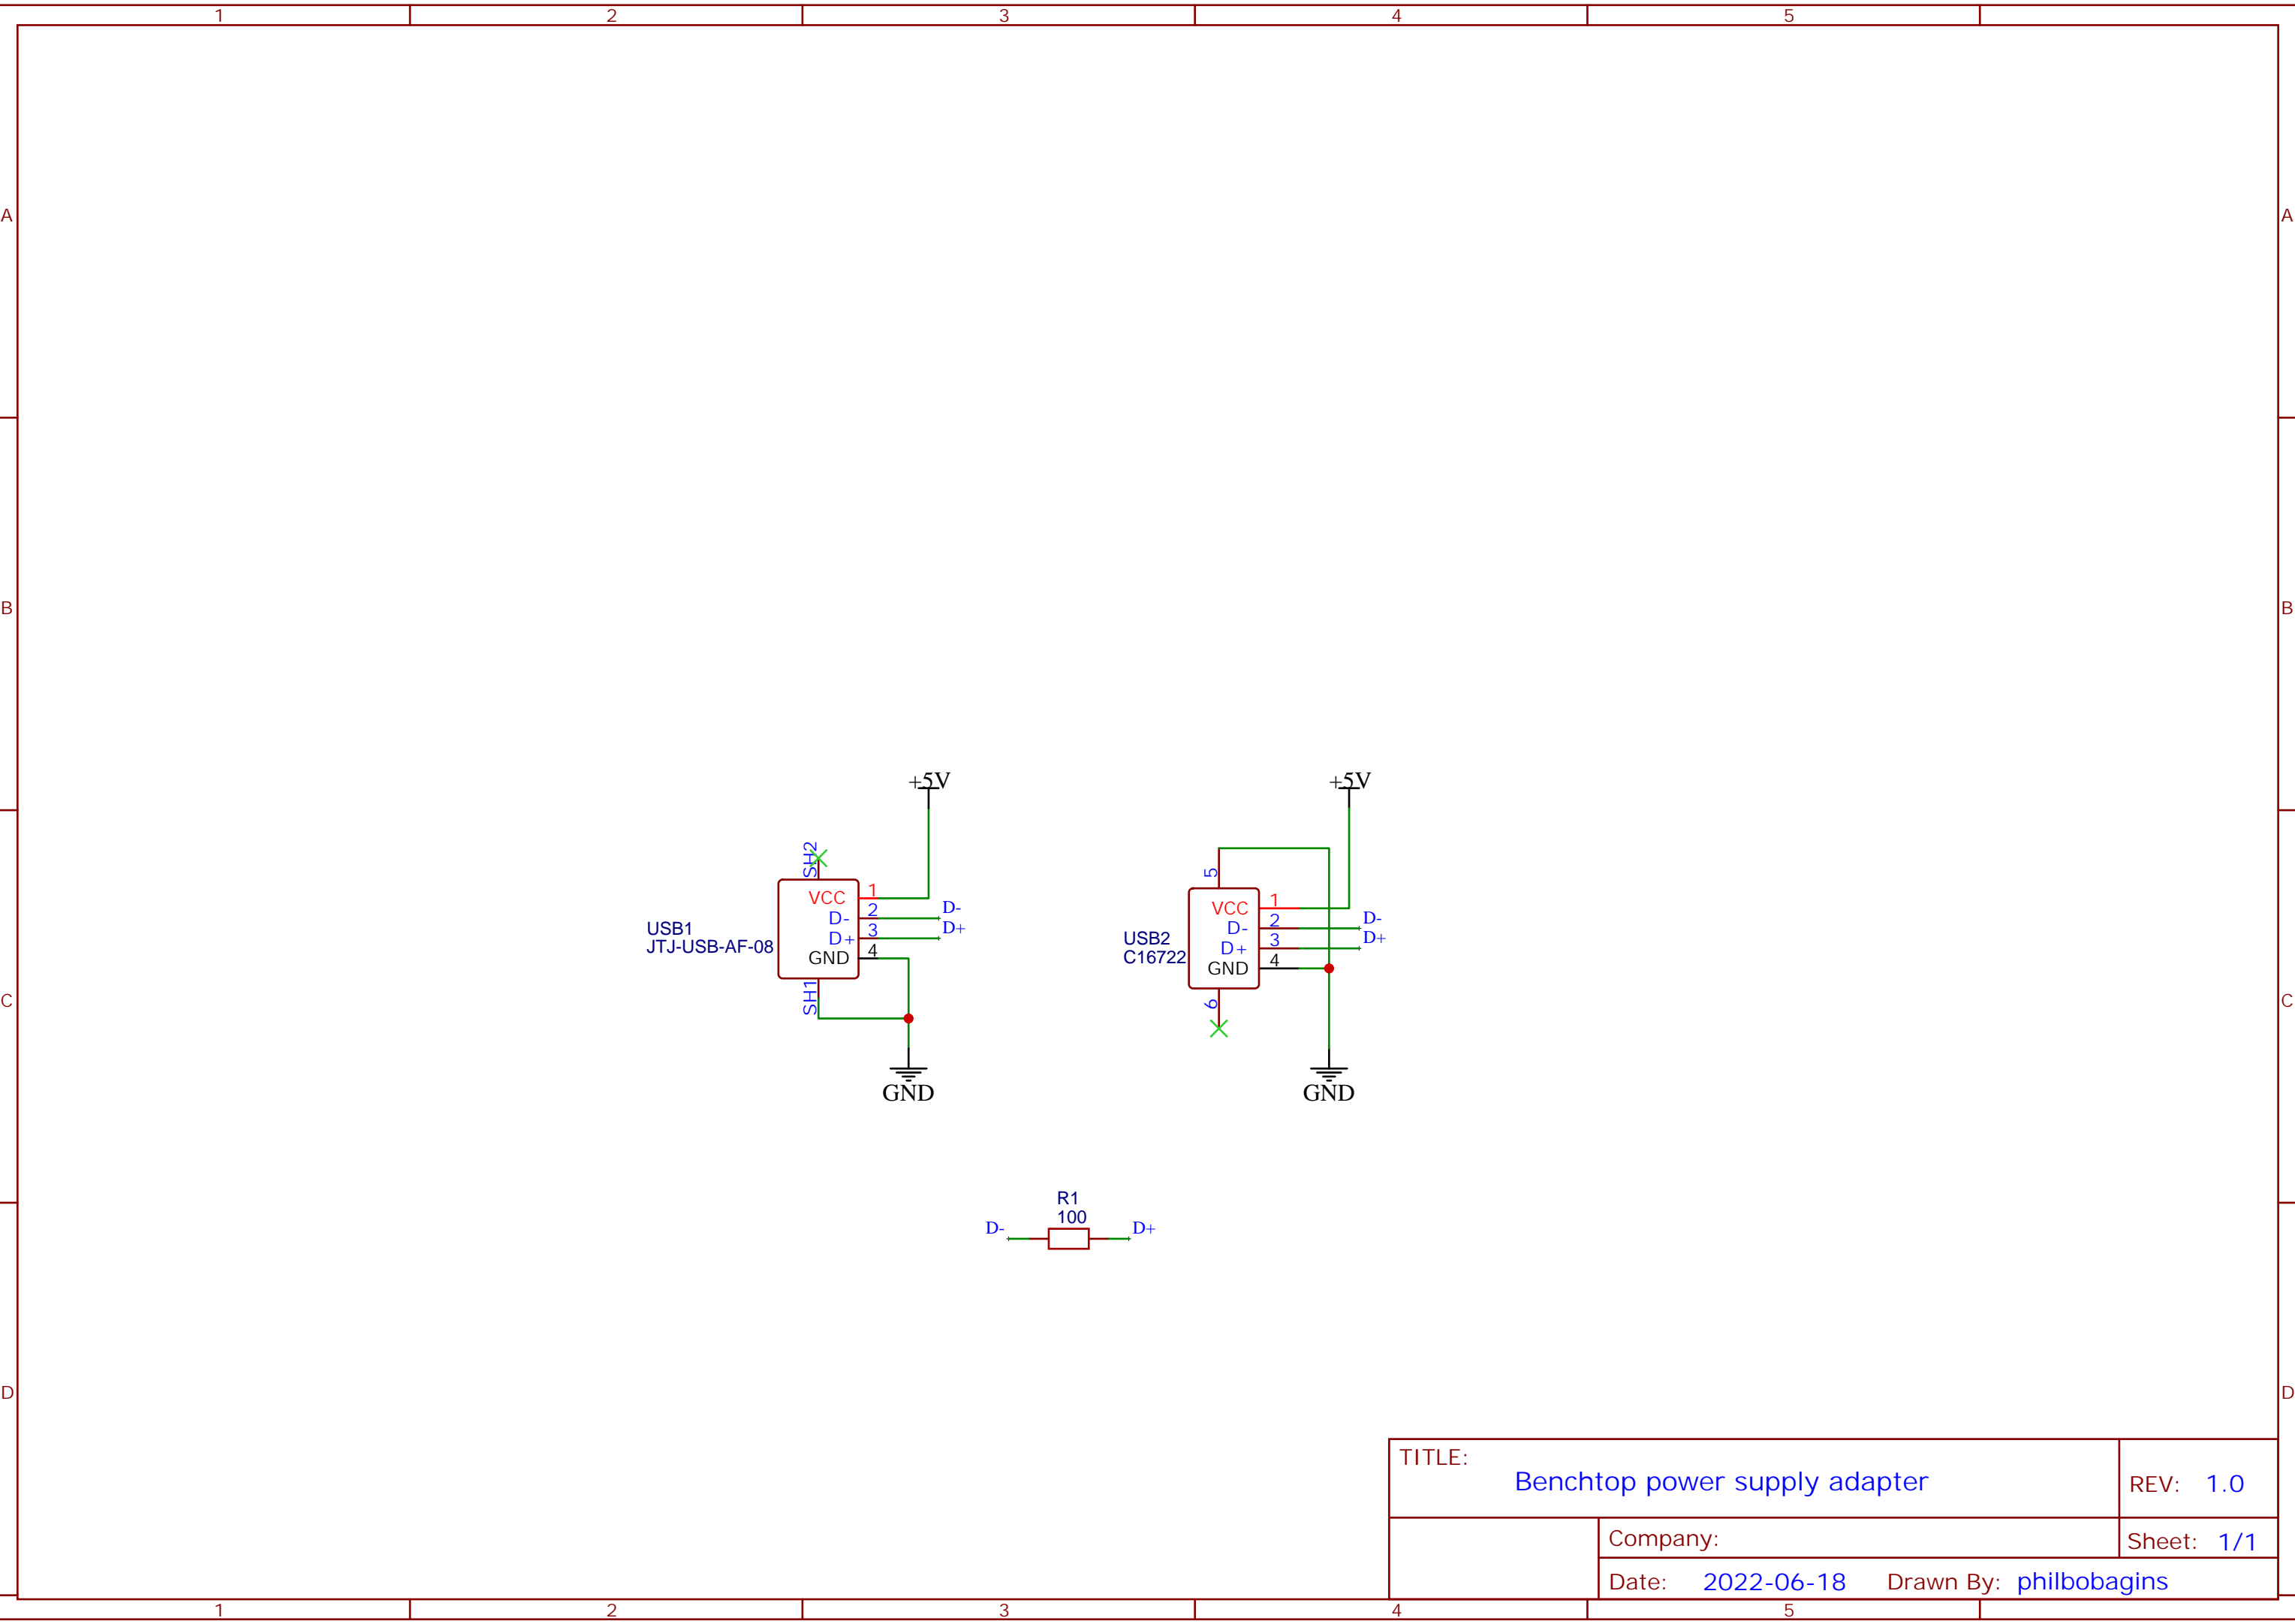 1 2 3 4 5
A A
B B
+5V +5V
SH2
5
VCC 1
D- 2 D-
D+ 3 D+
GND 4
USB1
JTJ-USB-AF-08
SH1
VCC 1
D- 2 D-
D+ 3 D+
GND 4
USB2
C16722
6
C C
GND GND
R1
100
D- D+
D D
TITLE:
Benchtop power supply adapter
REV: 1.0
Company:
Sheet: 1/1
Date: 2022-06-18 Drawn By: philbobagins
1 2 3 4 5